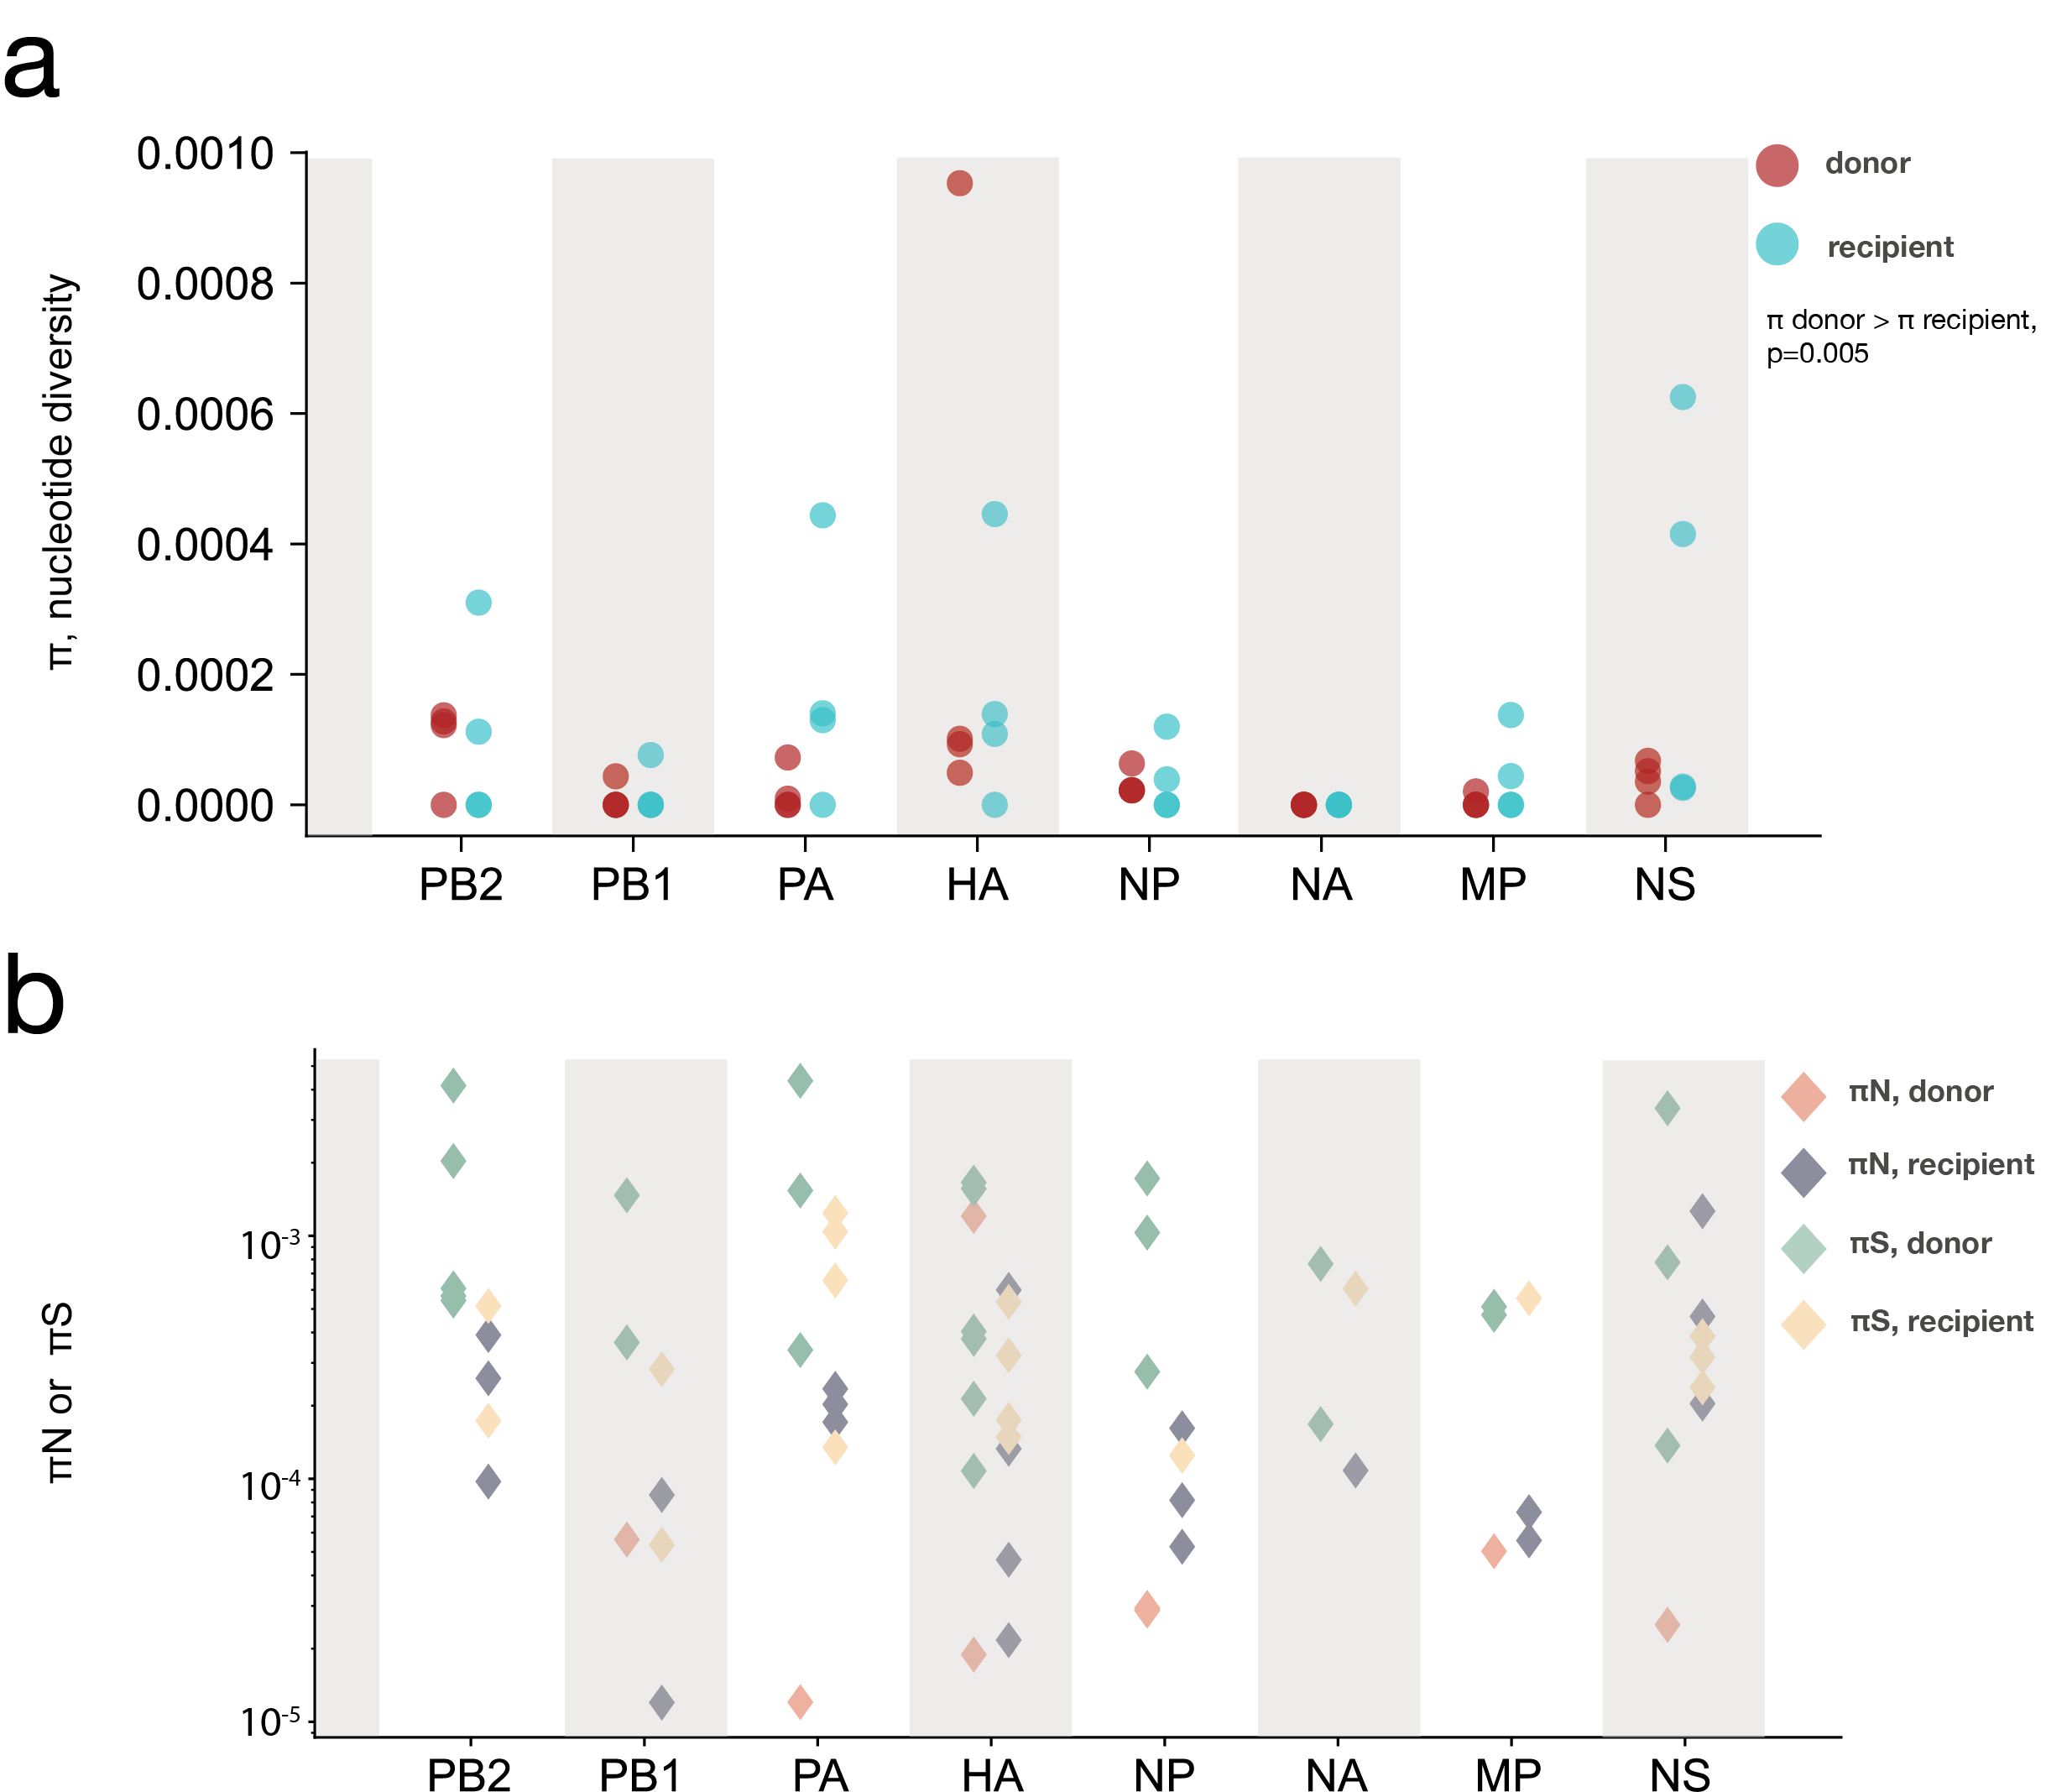 a
0.0010
0.0008
0.0006
0.0004
0.0002
0.0000
π, nucleotide diversity
PB2 PB1 PA HA NP NA MP NS
donor
recipient
π donor > π recipient,
p=0.005
b
10-3
10-4
10-5
πN or πS
PB2 PB1 PA HA NP NA MP NS
πN, donor
πN, recipient
πS, donor
πS, recipient